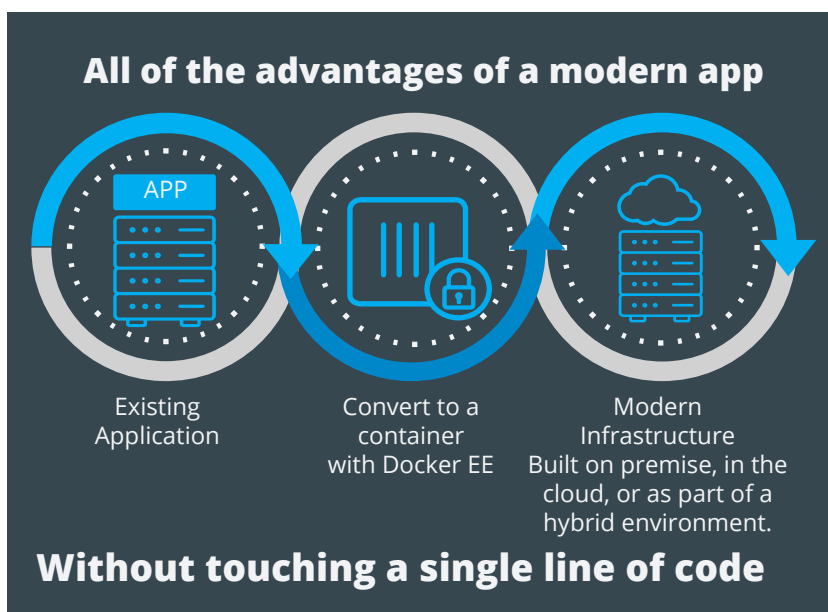 All of the advantages of a modern app
APP
Existing
Application
Convert to a
container
with Docker EE
Modern
Infrastructure
Built on premise, in the
cloud, or as part of a
hybrid environment.
Without touching a single line of code